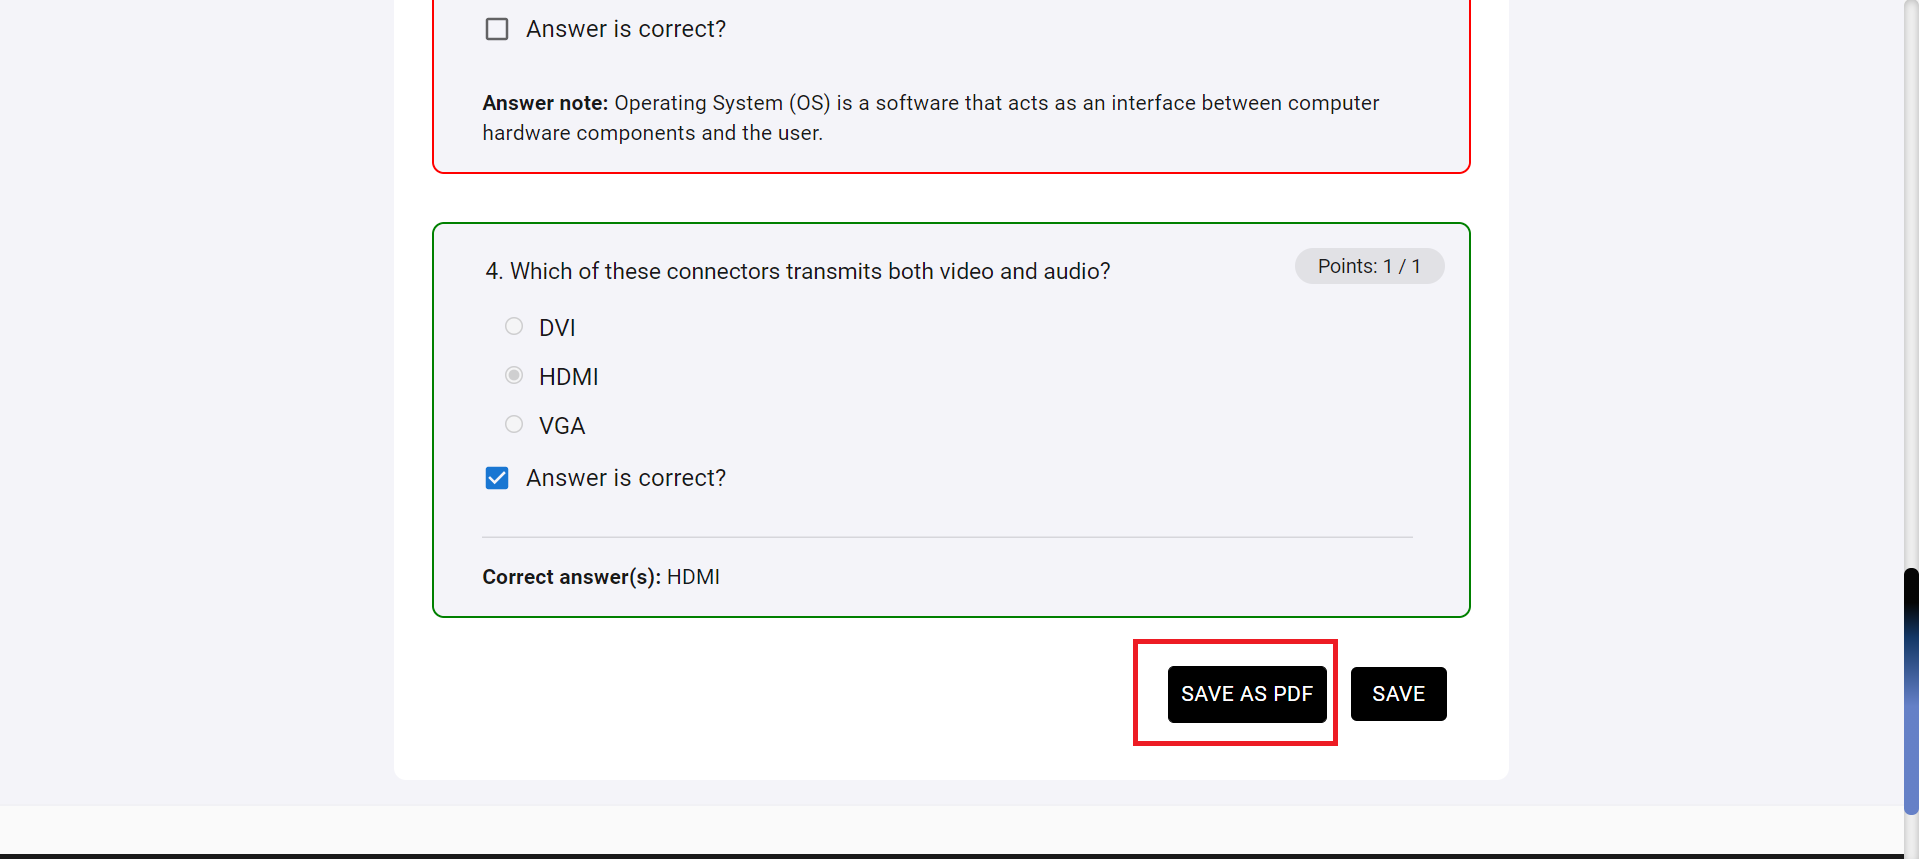 Answer is correct?
Answer note: Operating System (OS) is a software that acts as an interface between computer
hardware components and the user.
4. Which of these connectors transmits both video and audio?
Points: 1 / 1
DVI
HDMI
VGA
Answer is correct?
Correct answer(s): HDMI
SAVE AS PDF
SAVE